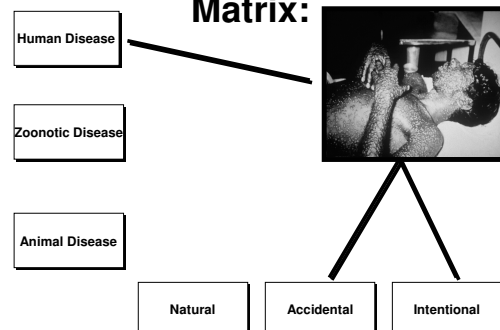 Matrix:
Human Disease
Zoonotic Disease
Animal Disease
Natural
Accidental
Intentional